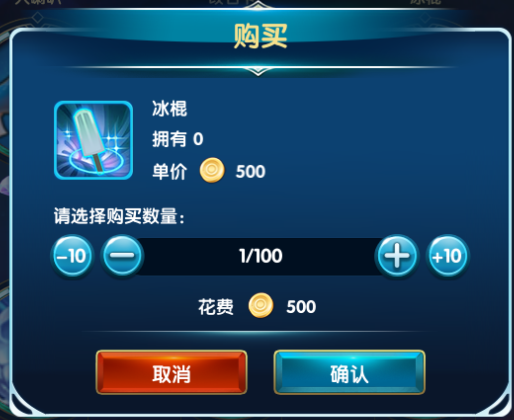 购买
冰棍
拥有 0
单价 500
请选择购买数量：
-10 1/100 +10
花费 500
取消 确认